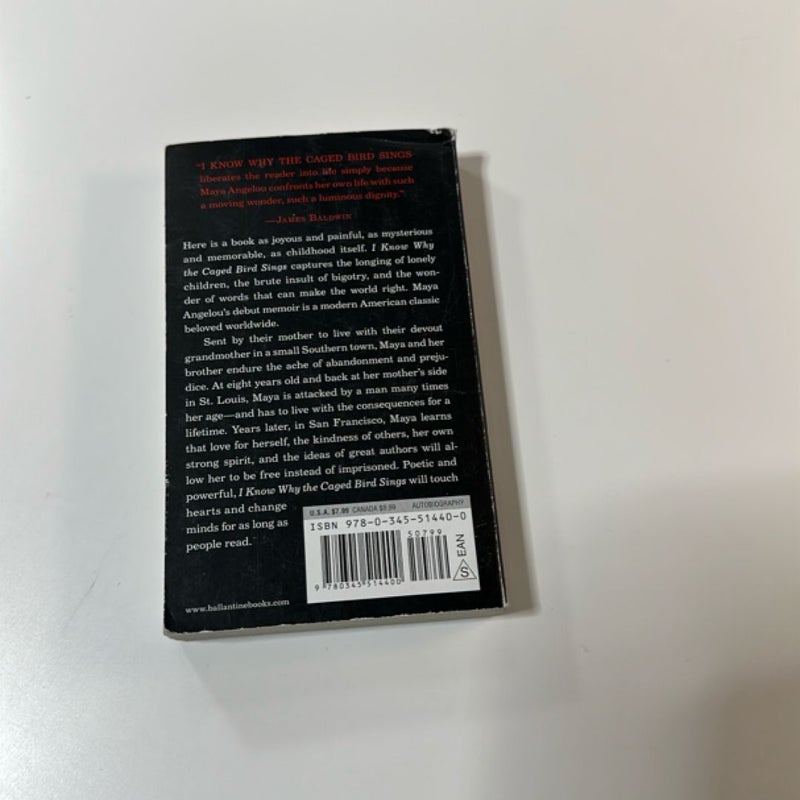 "I KNOW WHY THE CAGED BIRD SINGS
liberates the reader into life simply because
Maya Angelou confronts her own life with such
a moving wonder, such a luminous dignity."
—JAMES BALDWIN
Here is a book as joyous and painful, as mysterious
and memorable, as childhood itself. I Know Why
the Caged Bird Sings captures the longing of lonely
children, the brute insult of bigotry, and the won-
der of words that can make the world right. Maya
Angelou's debut memoir is a modern American classic
beloved worldwide.
Sent by their mother to live with their devout
grandmother in a small Southern town, Maya and her
brother endure the ache of abandonment and preju-
dice. At eight years old and back at her mother's side
in St. Louis, Maya is attacked by a man many times
her age—and has to live with the consequences for a
lifetime. Years later, in San Francisco, Maya learns
that love for herself, the kindness of others, her own
strong spirit, and the ideas of great authors will al-
low her to be free instead of imprisoned. Poetic and
powerful, I Know Why the Caged Bird Sings will touch
hearts and change
minds for as long as
people read.
U.S.A. $7.99 CANADA $9.99 AUTOBIOGRAPHY
ISBN 978-0-345-51440-0
50799
EAN
S
9 780345 514400
www.ballantinebooks.com